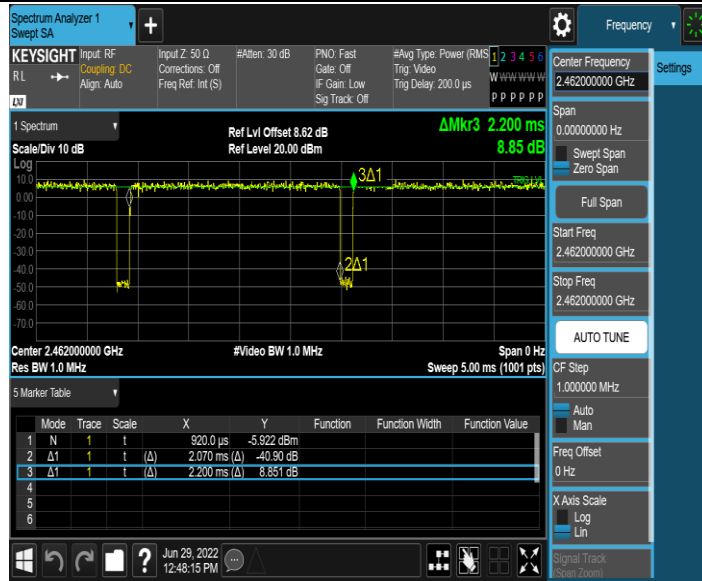 Spectrum Analyzer 1
Swept SA
+
Frequency
KEYSIGHT
RL
LXI
Input: RF
Coupling: DC
Align: Auto
Input Z: 50 Ω
Corrections: Off
Freq Ref: Int (S)
#Atten: 30 dB
PNO: Fast
Gate: Off
IF Gain: Low
Sig Track: Off
#Avg Type: Power (RMS
Trig: Video
Trig Delay: 200.0 µs
1 2 3 4 5 6
W W W W W W
P P P P P P
Center Frequency
2.462000000 GHz
Settings
Span
0.00000000 Hz
Swept Span
Zero Span
Full Span
Start Freq
2.462000000 GHz
Stop Freq
2.462000000 GHz
AUTO TUNE
CF Step
1.000000 MHz
Auto
Man
Freq Offset
0 Hz
X Axis Scale
Log
Lin
Signal Track
(Span Zoom)
1 Spectrum
Scale/Div 10 dB
Ref Lvl Offset 8.62 dB
Ref Level 20.00 dBm
ΔMkr3 2.200 ms
8.85 dB
Log
10.0
0.00
-10.0
-20.0
-30.0
-40.0
-50.0
-60.0
-70.0
3Δ1
TRIG LVL
2Δ1
Center 2.462000000 GHz
Res BW 1.0 MHz
#Video BW 1.0 MHz
Span 0 Hz
Sweep 5.00 ms (1001 pts)
5 Marker Table
Mode Trace Scale X Y Function Function Width Function Value
1 N 1 t 920.0 µs -5.922 dBm
2 Δ1 1 t (Δ) 2.070 ms (Δ) -40.90 dB
3 Δ1 1 t (Δ) 2.200 ms (Δ) 8.851 dB
4
5
6
?
Jun 29, 2022
12:48:15 PM